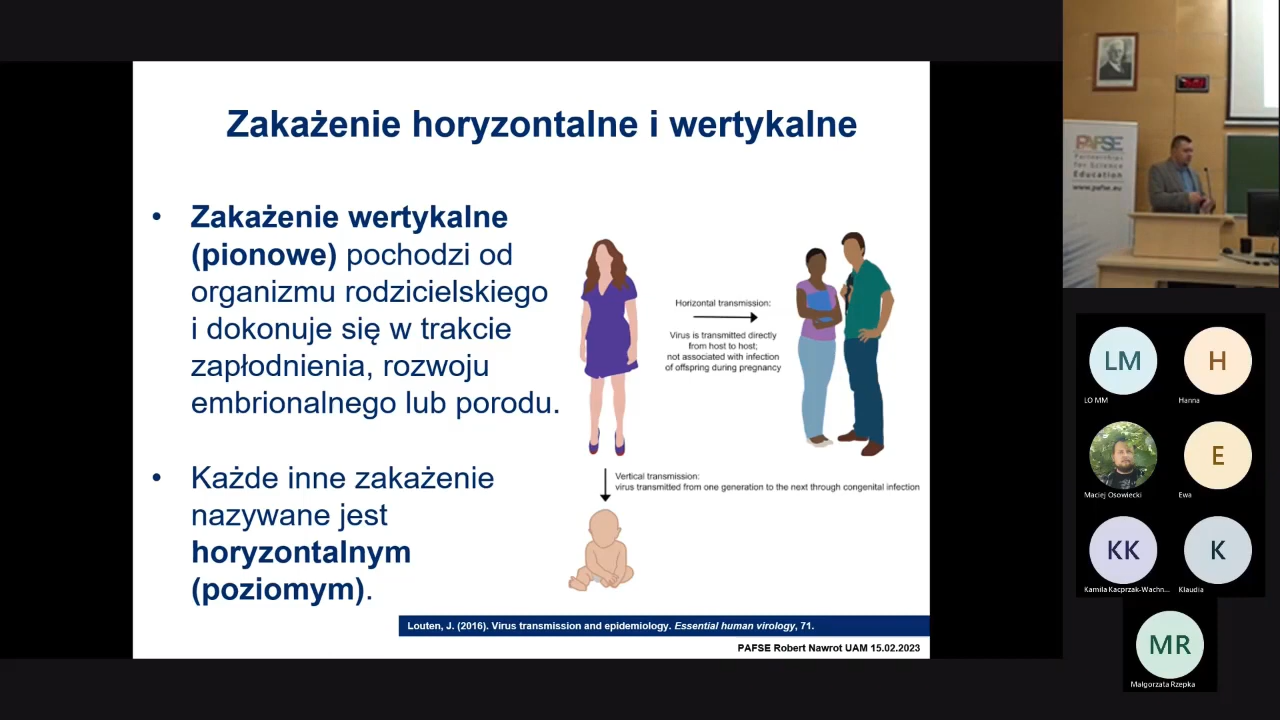 Zakażenie horyzontalne i wertykalne
• Zakażenie wertykalne
(pionowe) pochodzi od
organizmu rodzicielskiego
i dokonuje się w trakcie
zapłodnienia, rozwoju
embrionalnego lub porodu.
• Każde inne zakażenie
nazywane jest
horyzontalnym
(poziomym).
Horizontal transmission:
Virus is transmitted directly
from host to host;
not associated with infection
of offspring during pregnancy
Vertical transmission:
virus transmitted from one generation to the next through congenital infection
Louten, J. (2016). Virus transmission and epidemiology. Essential human virology, 71.
PAFSE Robert Nawrot UAM 15.02.2023
PAFSE
Partnerships
for Science
Education
www.pafse.eu
LM
LO MM
H
Hanna
Maciej Osowiecki
E
Ewa
KK
Kamila Kacprzak-Wachn...
K
Klaudia
MR
Małgorzata Rzepka